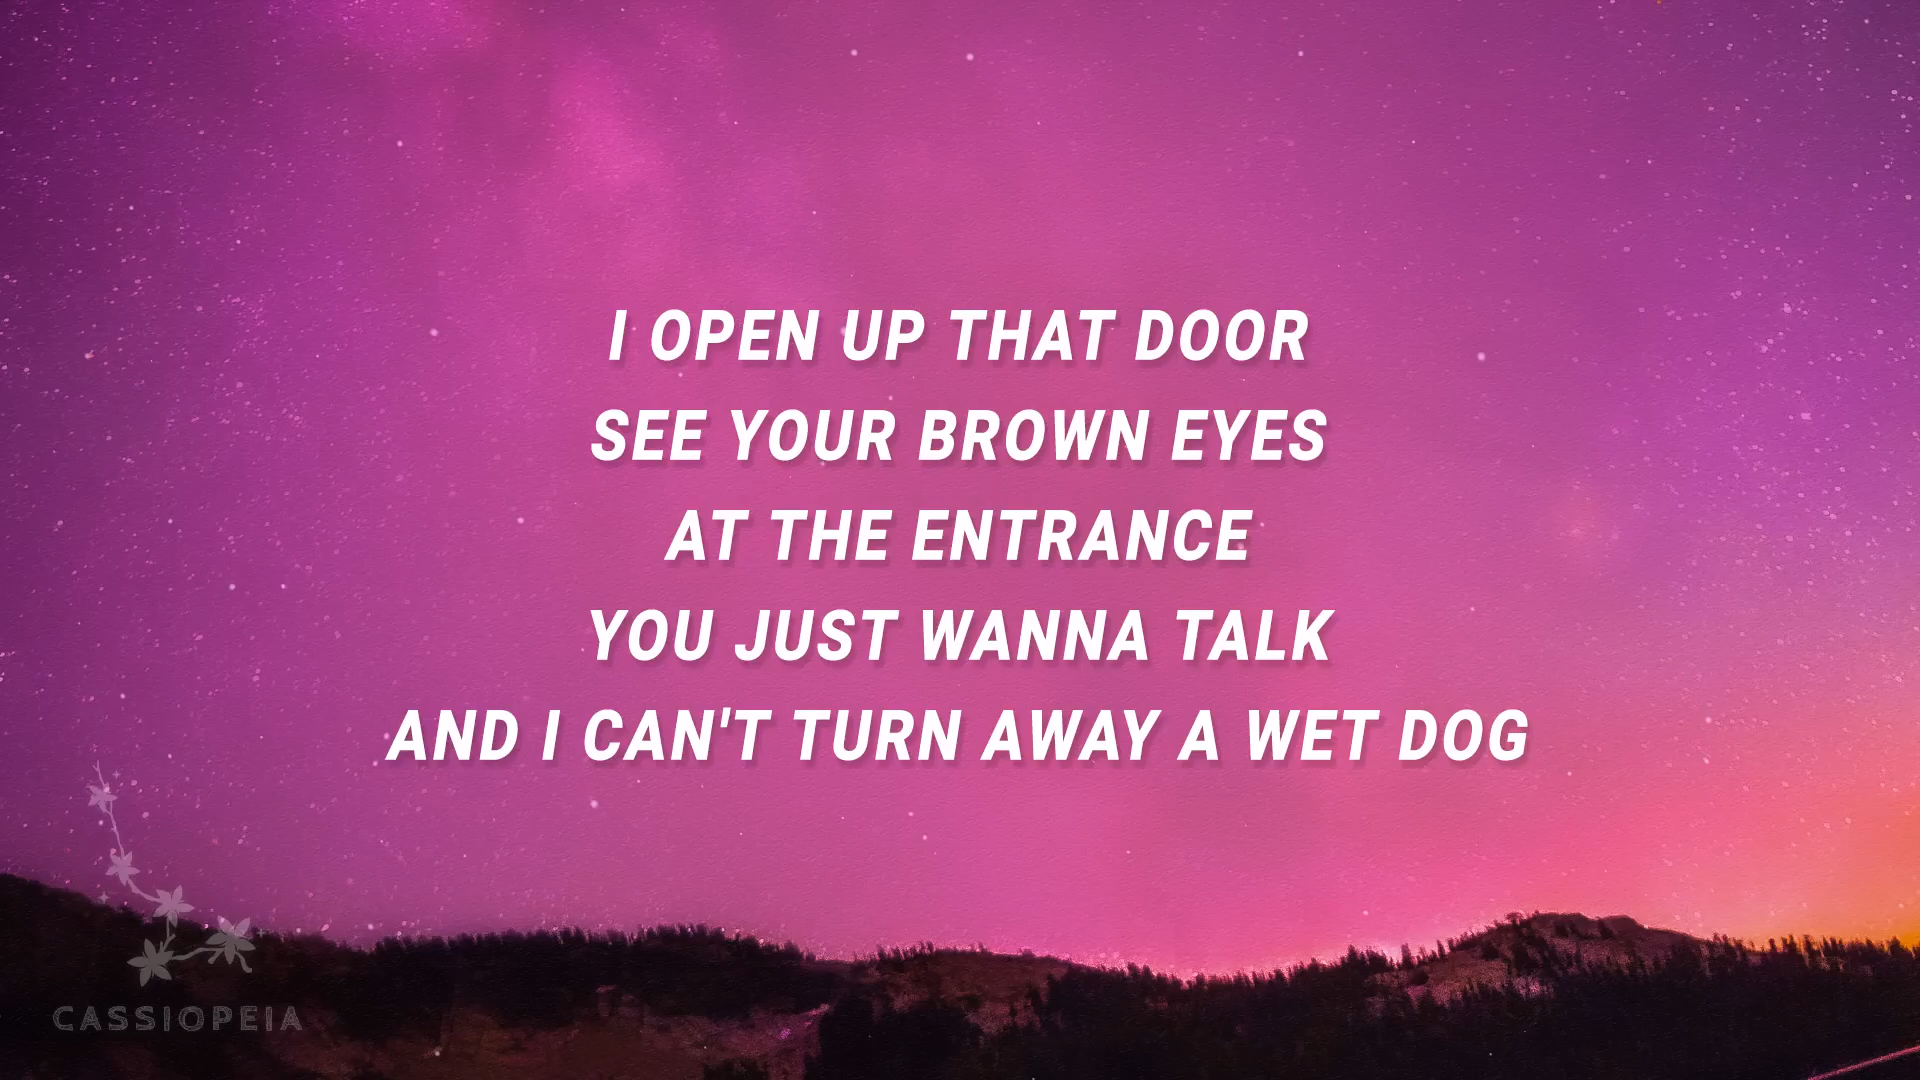 I OPEN UP THAT DOOR
SEE YOUR BROWN EYES
AT THE ENTRANCE
YOU JUST WANNA TALK
AND I CAN'T TURN AWAY A WET DOG
CASSIOPEIA